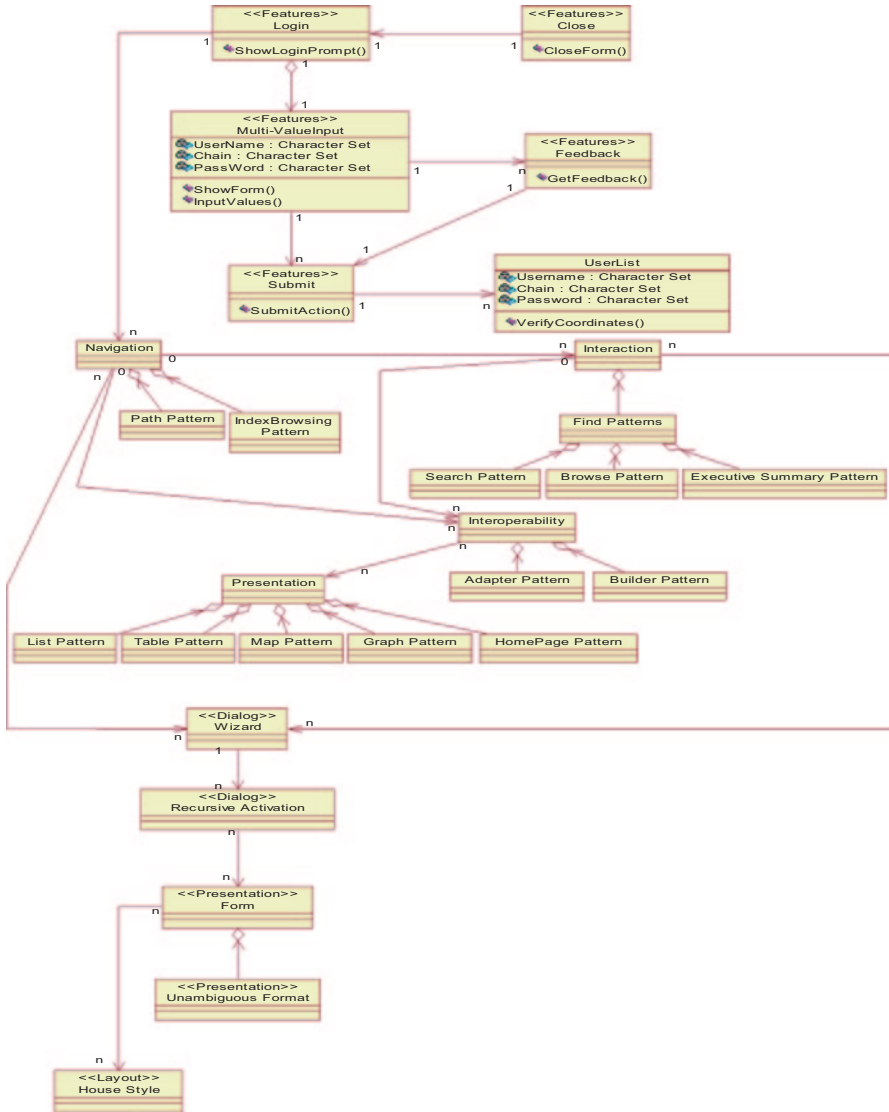 <<Features>>
Login
ShowLoginPrompt()
<<Features>>
Close
CloseForm()
1
1
1
1
1
<<Features>>
Multi-ValueInput
UserName : Character Set
Chain : Character Set
PassWord : Character Set
ShowForm()
InputValues()
<<Features>>
Feedback
GetFeedback()
1
n
1
1
1
n
<<Features>>
Submit
SubmitAction()
1
n
UserList
Username : Character Set
Chain : Character Set
Password : Character Set
VerifyCoordinates()
n
Navigation
0
n
0
n
0
Interaction
n
Path Pattern
IndexBrowsing
Pattern
Find Patterns
Search Pattern
Browse Pattern
Executive Summary Pattern
n
n
Interoperability
n
n
Adapter Pattern
Builder Pattern
Presentation
List Pattern
Table Pattern
Map Pattern
Graph Pattern
HomePage Pattern
<<Dialog>>
Wizard
n
n
1
n
<<Dialog>>
Recursive Activation
n
n
<<Presentation>>
Form
n
<<Presentation>>
Unambiguous Format
n
<<Layout>>
House Style